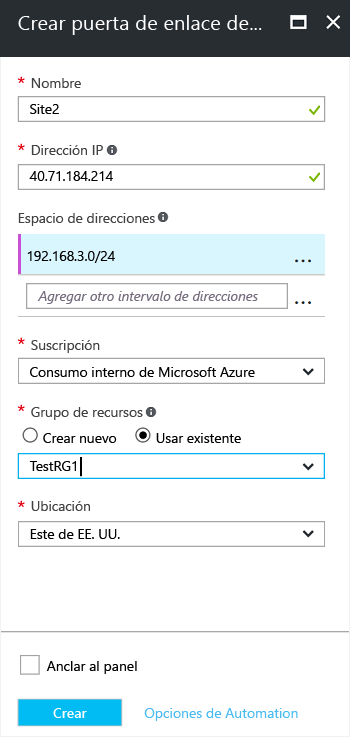 Crear puerta de enlace de...
* Nombre
Site2
* Dirección IP
40.71.184.214
Espacio de direcciones
192.168.3.0/24
...
Agregar otro intervalo de direcciones
...
* Suscripción
Consumo interno de Microsoft Azure
* Grupo de recursos
Crear nuevo Usar existente
TestRG1
* Ubicación
Este de EE. UU.
Anclar al panel
Crear Opciones de Automation